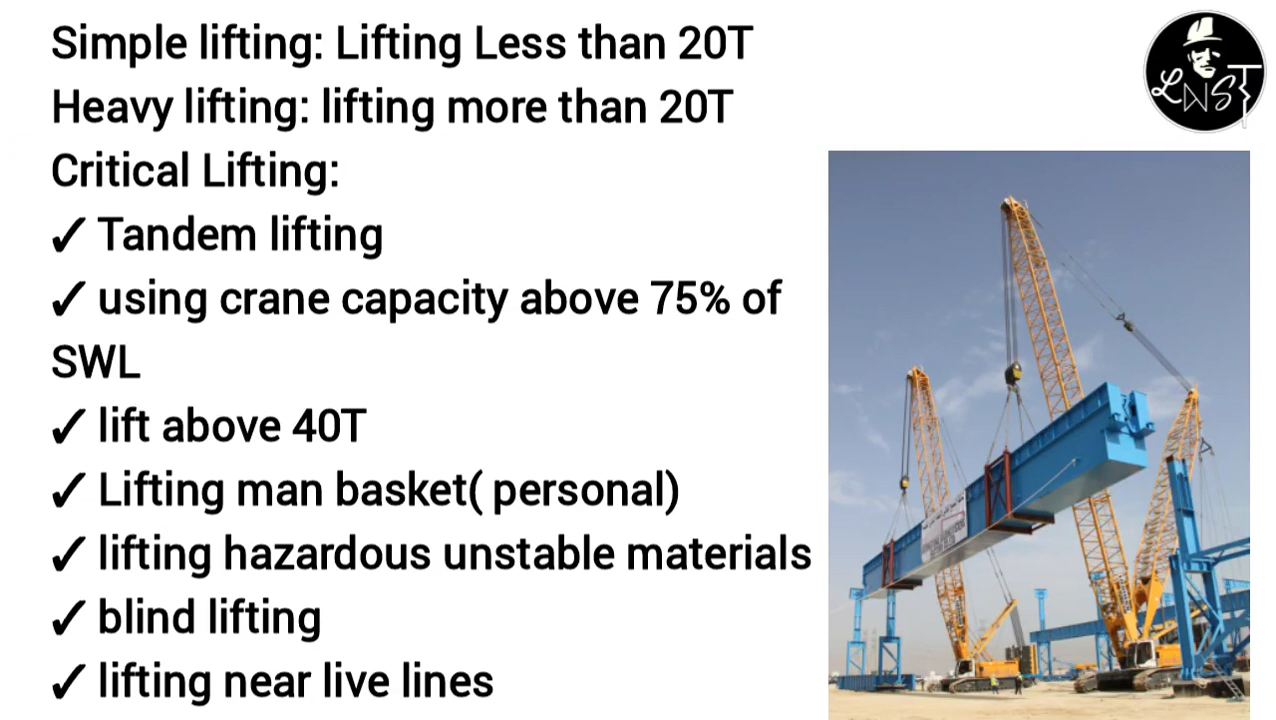 Simple lifting: Lifting Less than 20T
Heavy lifting: lifting more than 20T
Critical Lifting:
✓ Tandem lifting
✓ using crane capacity above 75% of
SWL
✓ lift above 40T
✓ Lifting man basket( personal)
✓ lifting hazardous unstable materials
✓ blind lifting
✓ lifting near live lines
LNST